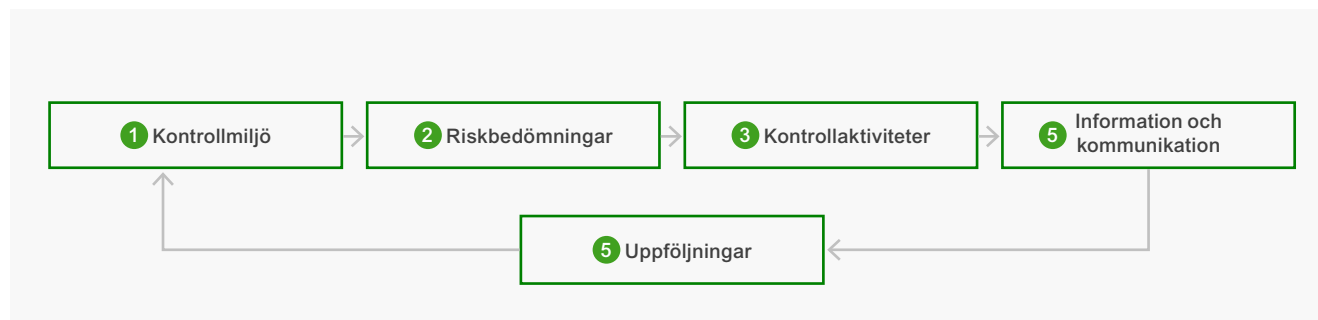 1 Kontrollmiljö
2 Riskbedömningar
3 Kontrollaktiviteter
5 Information och
kommunikation
5 Uppföljningar